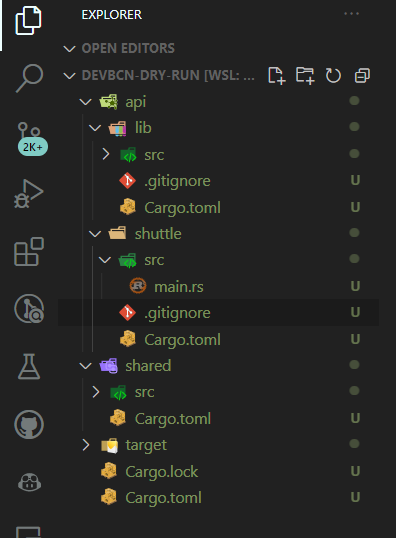 EXPLORER
OPEN EDITORS
DEVBCN-DRY-RUN [WSL: ...
api
lib
2K+
src
.gitignore U
Cargo.toml U
shuttle
src
main.rs U
.gitignore U
Cargo.toml U
shared
src
Cargo.toml U
target
Cargo.lock U
Cargo.toml U